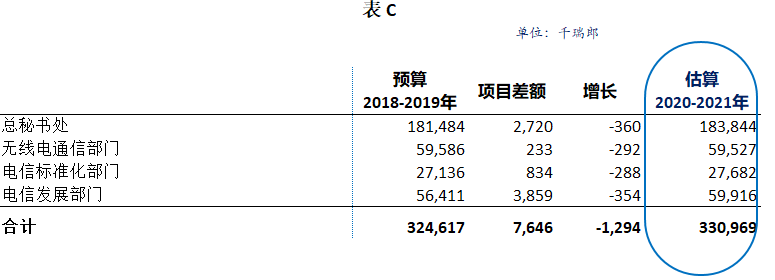 表 C
单位：千瑞郎
预算 项目差额 增长 估算
2018-2019年 2020-2021年
总秘书处 181,484 2,720 -360 183,844
无线电通信部门 59,586 233 -292 59,527
电信标准化部门 27,136 834 -288 27,682
电信发展部门 56,411 3,859 -354 59,916
合计 324,617 7,646 -1,294 330,969